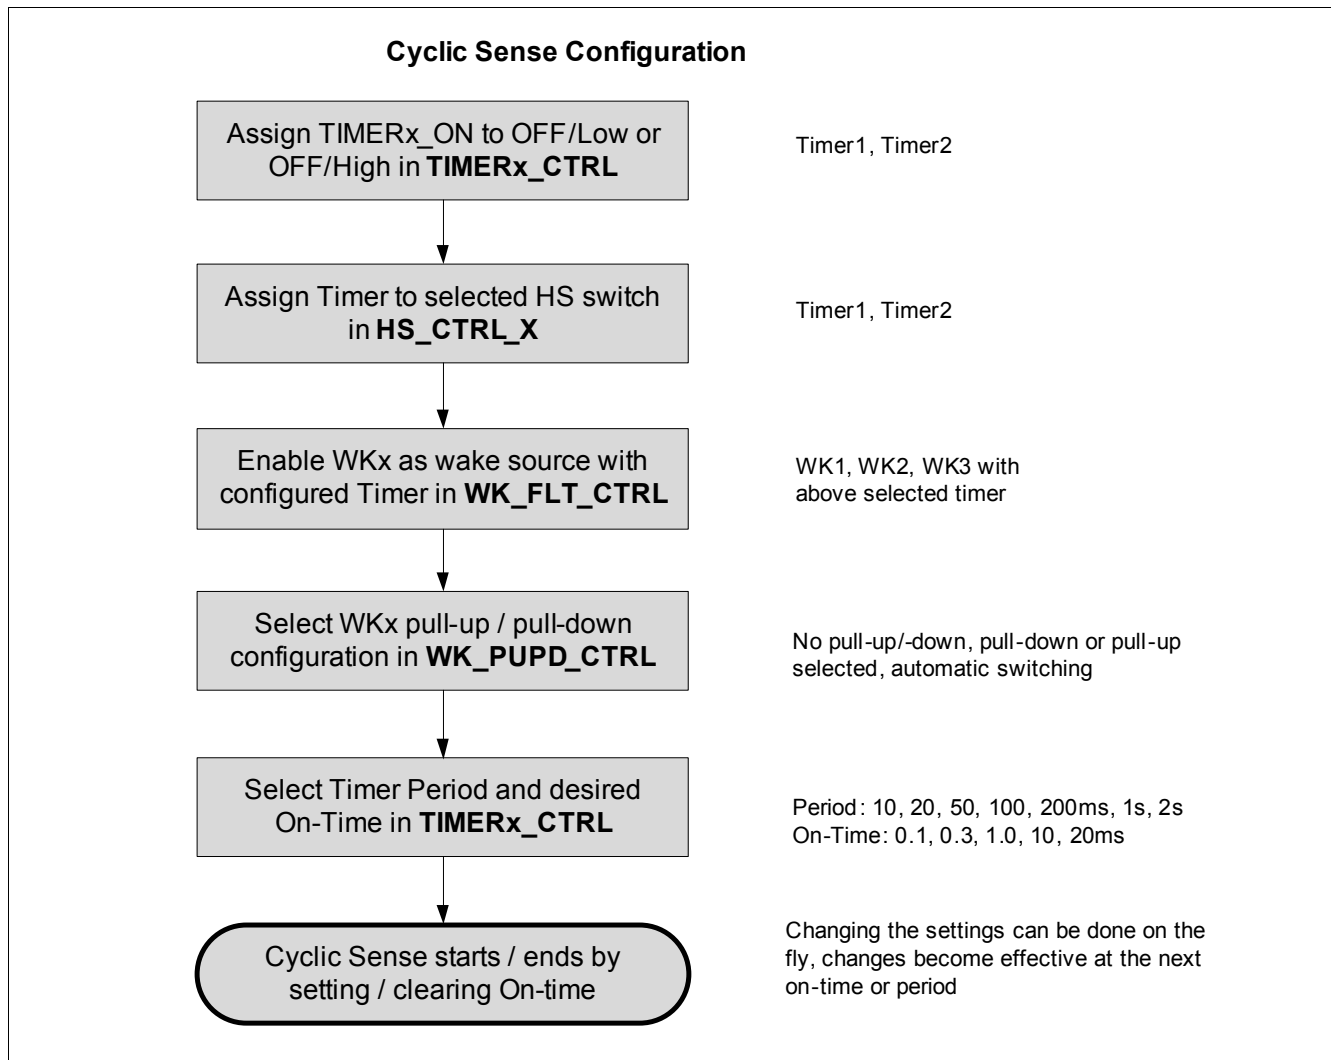 Cyclic Sense Configuration
Assign TIMERx_ON to OFF/Low or
OFF/High in TIMERx_CTRL
Timer1, Timer2
Assign Timer to selected HS switch
in HS_CTRL_X
Timer1, Timer2
Enable WKx as wake source with
configured Timer in WK_FLT_CTRL
WK1, WK2, WK3 with
above selected timer
Select WKx pull-up / pull-down
configuration in WK_PUPD_CTRL
No pull-up/-down, pull-down or pull-up
selected, automatic switching
Select Timer Period and desired
On-Time in TIMERx_CTRL
Period: 10, 20, 50, 100, 200ms, 1s, 2s
On-Time: 0.1, 0.3, 1.0, 10, 20ms
Cyclic Sense starts / ends by
setting / clearing On-time
Changing the settings can be done on the
fly, changes become effective at the next
on-time or period